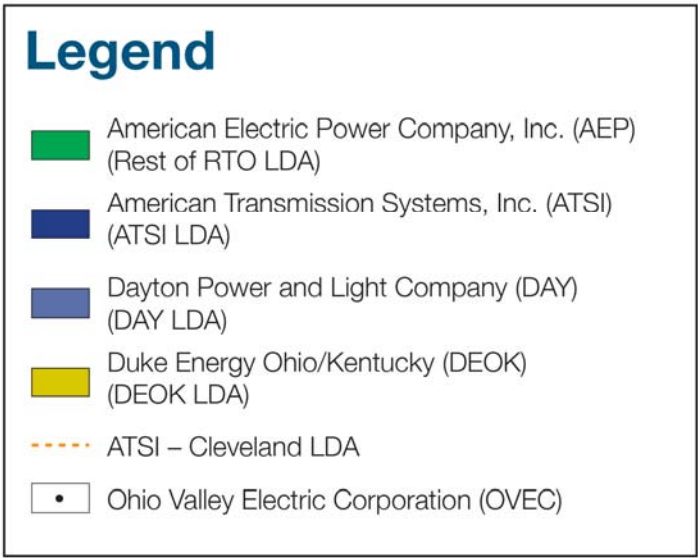 Legend
American Electric Power Company, Inc. (AEP)
(Rest of RTO LDA)
American Transmission Systems, Inc. (ATSI)
(ATSI LDA)
Dayton Power and Light Company (DAY)
(DAY LDA)
Duke Energy Ohio/Kentucky (DEOK)
(DEOK LDA)
ATSI – Cleveland LDA
Ohio Valley Electric Corporation (OVEC)